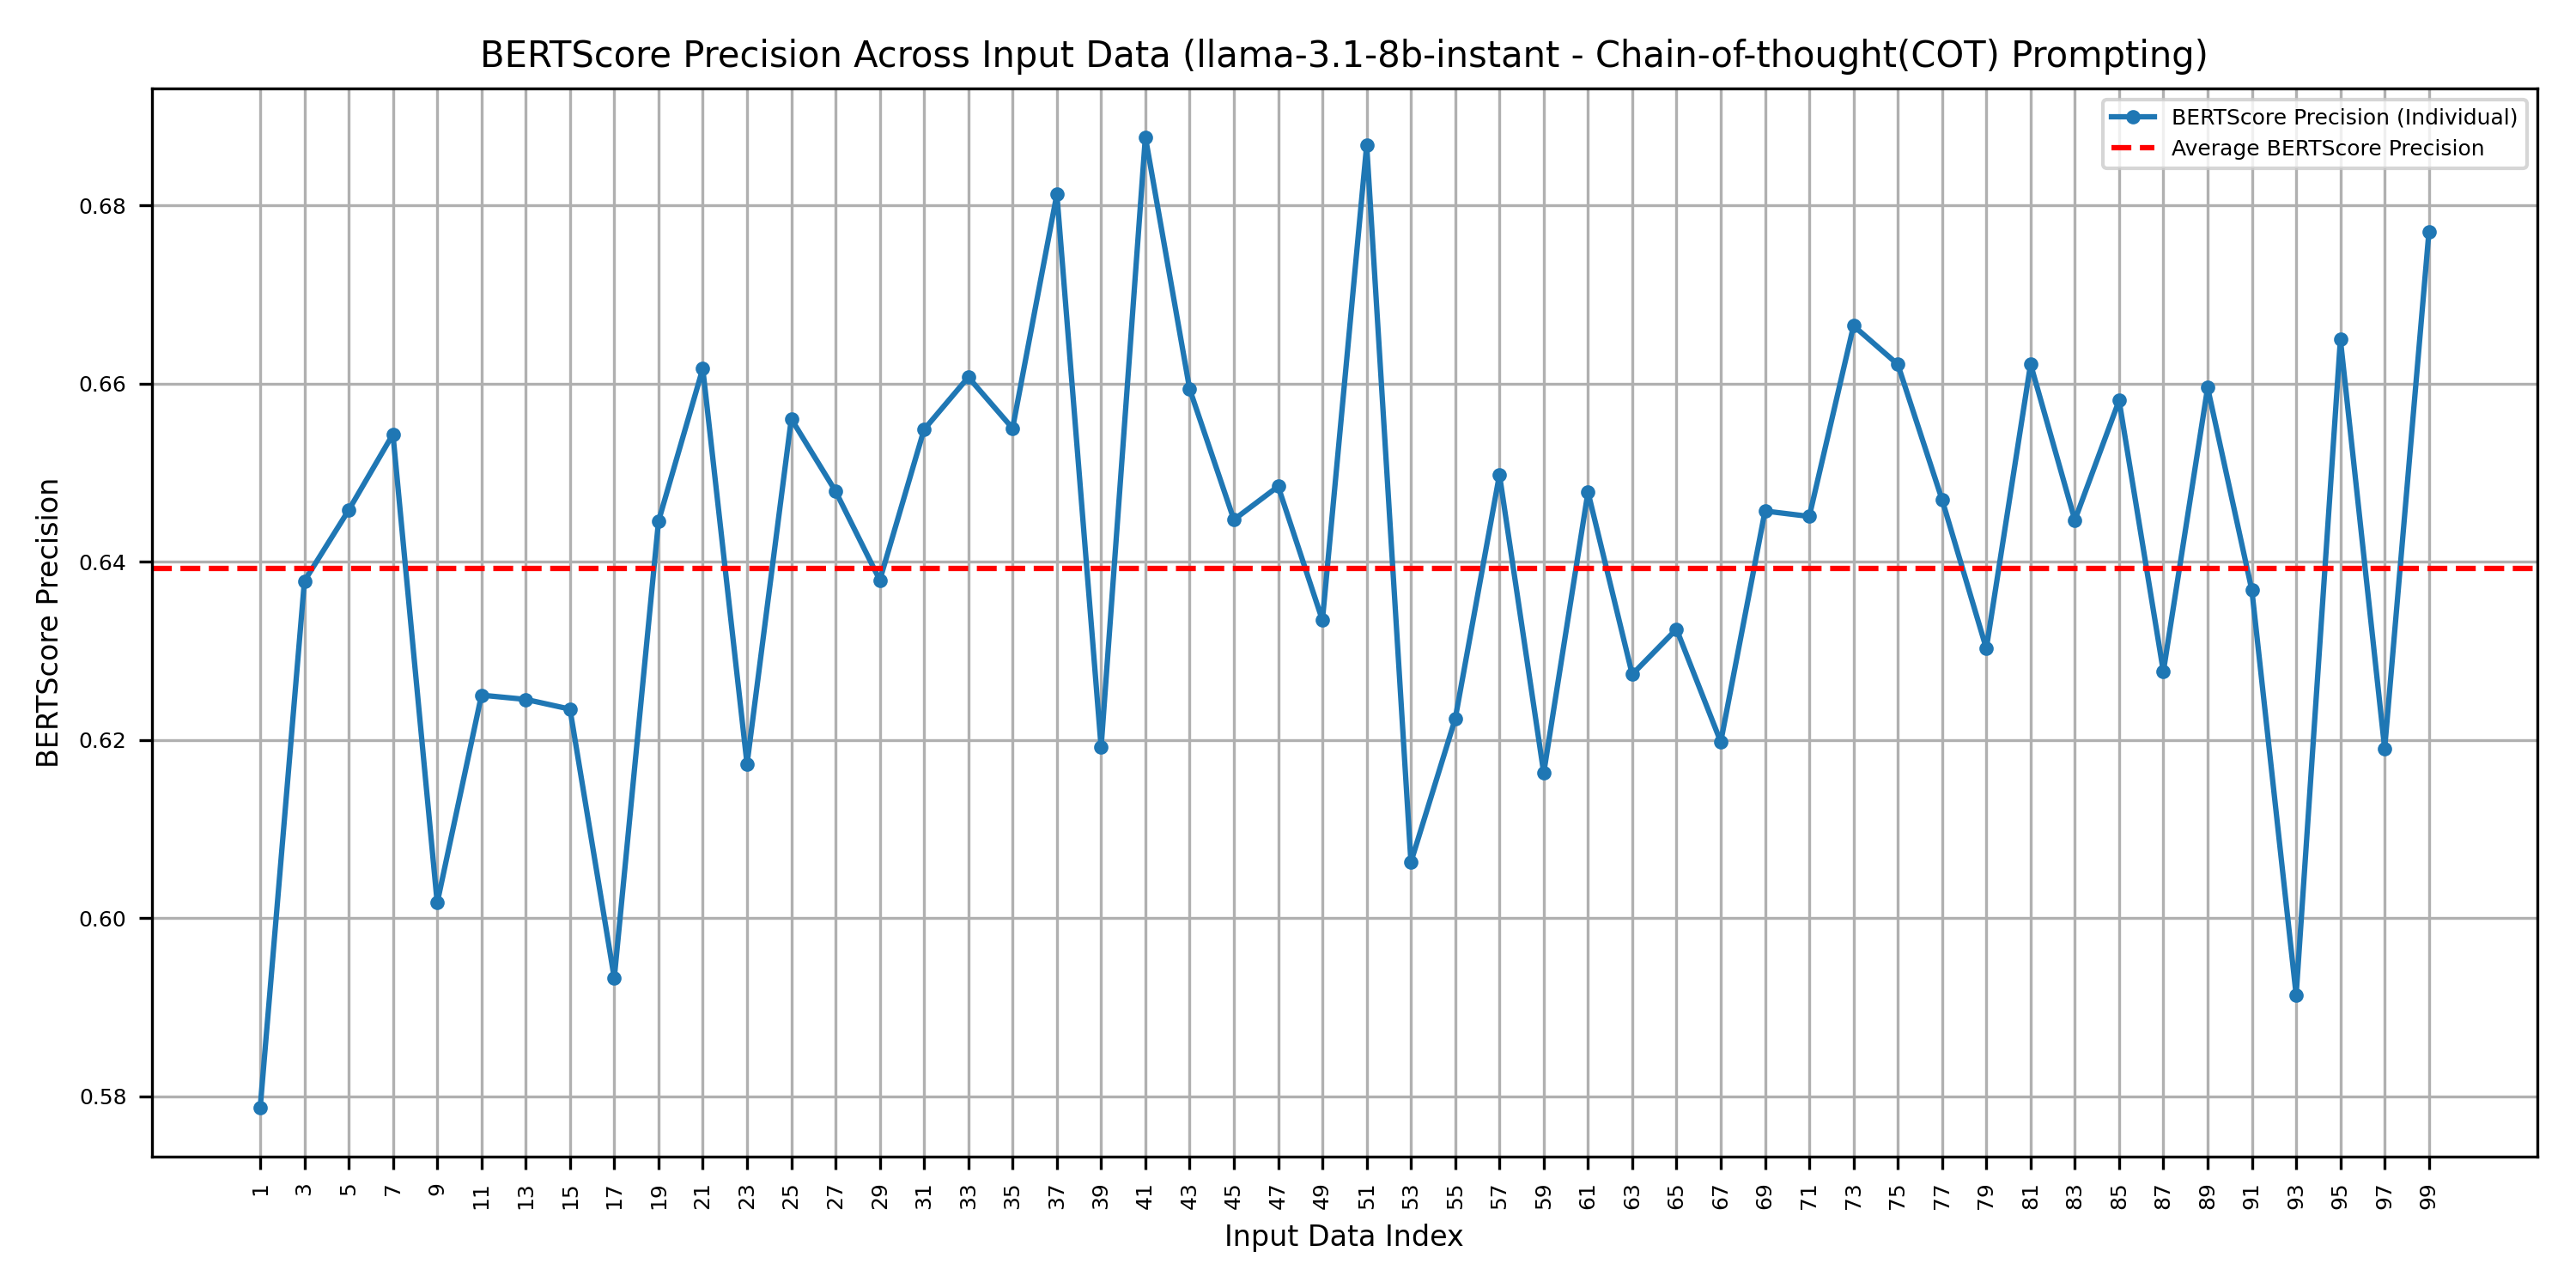 BERTScore Precision Across Input Data (llama-3.1-8b-instant - Chain-of-thought(COT) Prompting)
BERTScore Precision (Individual)
Average BERTScore Precision
BERTScore Precision
0.68
0.66
0.64
0.62
0.60
0.58
1 3 5 7 9 11 13 15 17 19 21 23 25 27 29 31 33 35 37 39 41 43 45 47 49 51 53 55 57 59 61 63 65 67 69 71 73 75 77 79 81 83 85 87 89 91 93 95 97 99
Input Data Index